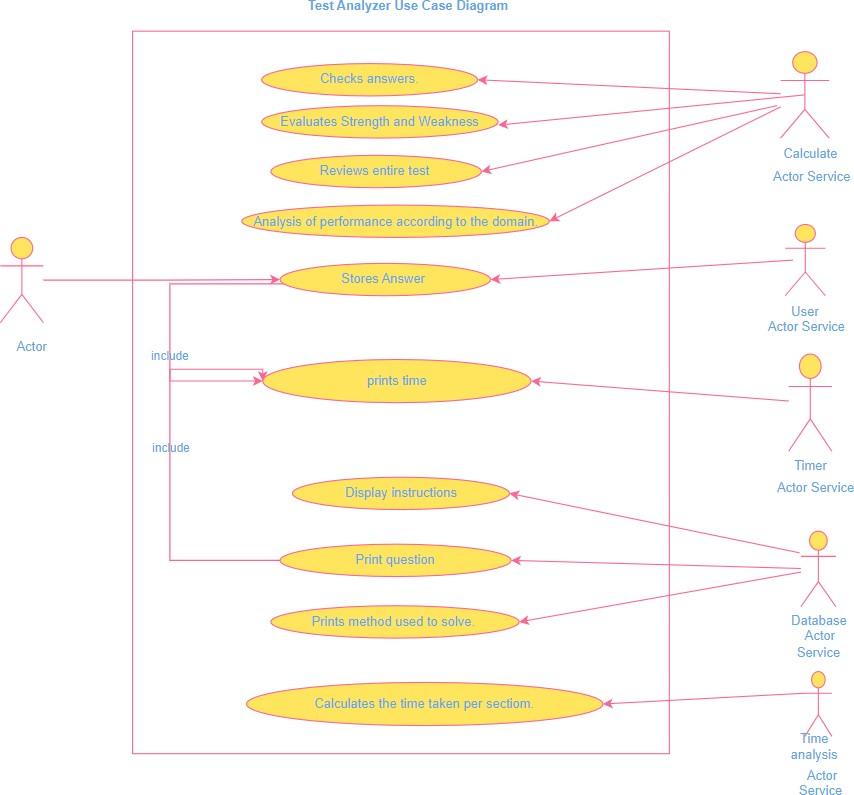 Test Analyzer Use Case Diagram
Checks answers.
Evaluates Strength and Weakness
Reviews entire test
Analysis of performance according to the domain.
Stores Answer
prints time
Display instructions
Print question
Prints method used to solve.
Calculates the time taken per sectiom.
include
include
Actor
Calculate
Actor Service
User
Actor Service
Timer
Actor Service
Database
Actor
Service
Time
analysis
Actor
Service